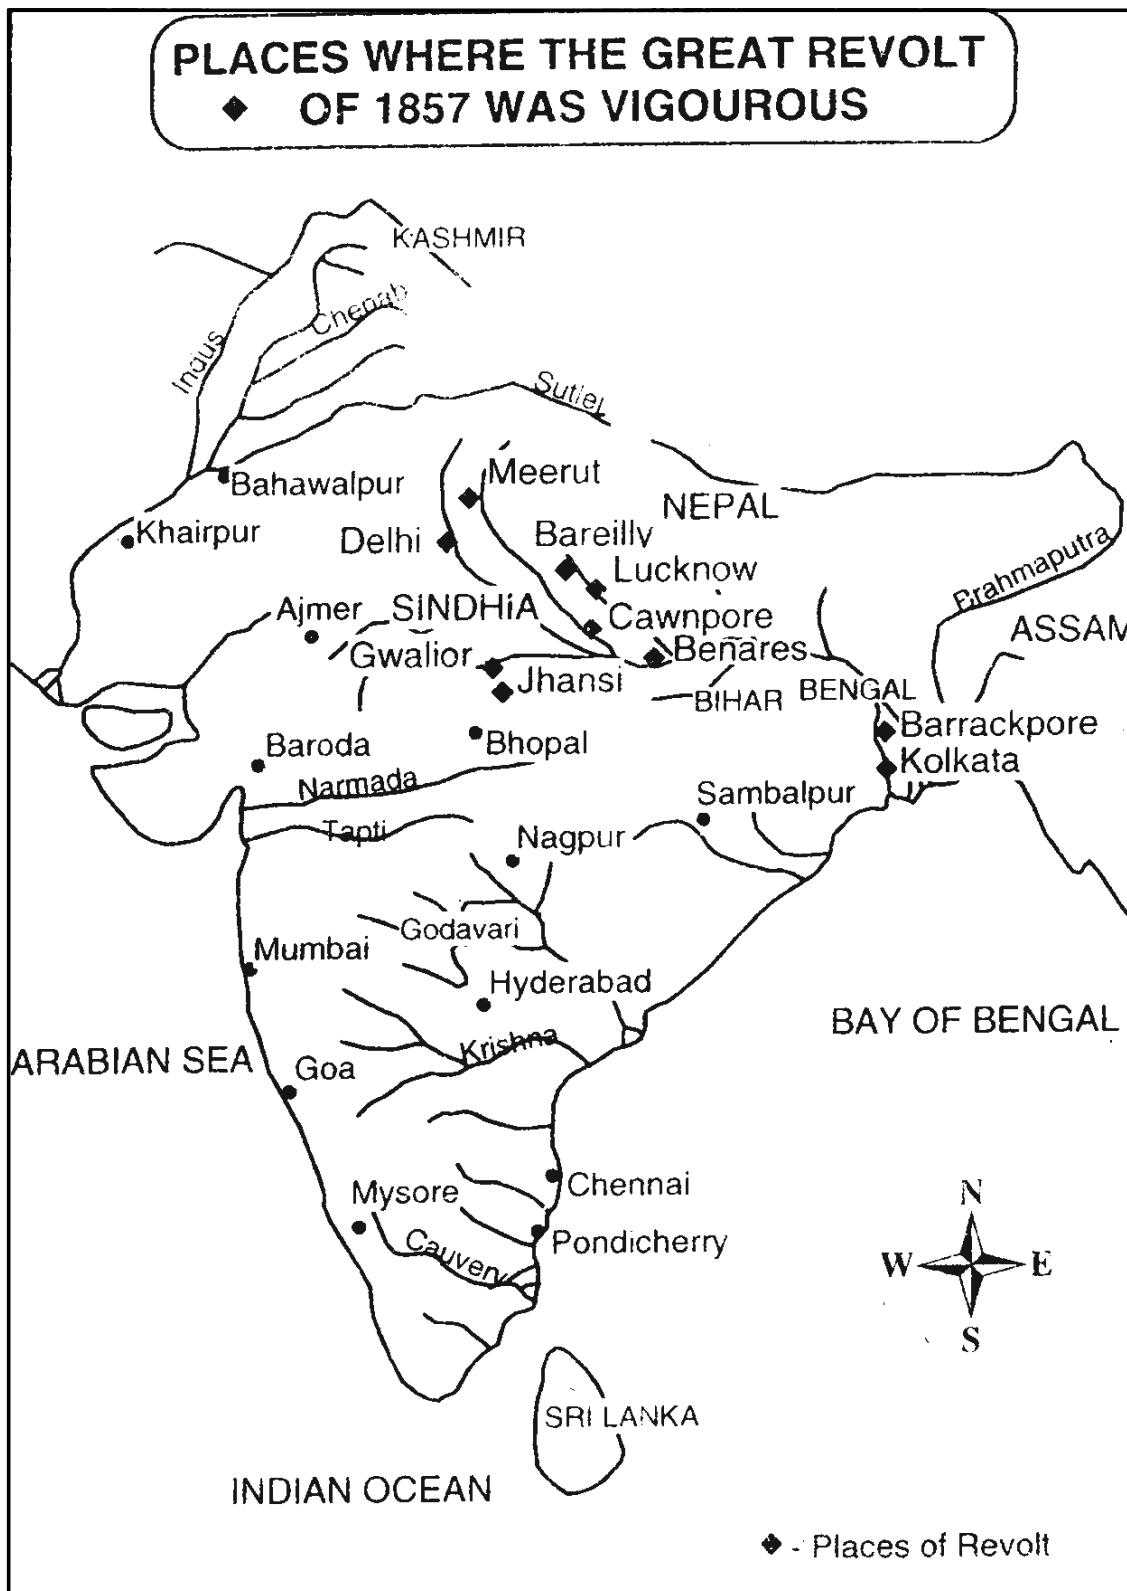 PLACES WHERE THE GREAT REVOLT
◆ OF 1857 WAS VIGOUROUS
KASHMIR
Chenab
Indus
Sutlej
Meerut
Bahawalpur
NEPAL
Khairpur
Delhi
Bareilly
Lucknow
Brahmaputra
Ajmer
SINDHIA
Cawnpore
ASSAM
Gwalior
Benares
Jhansi
BIHAR
BENGAL
Barrackpore
Baroda
Bhopal
Kolkata
Narmada
Sambalpur
Tapti
Nagpur
Godavari
Mumbai
Hyderabad
BAY OF BENGAL
Krishna
ARABIAN SEA
Goa
Chennai
Mysore
N
Pondicherry
Cauvery
W
E
S
SRI LANKA
INDIAN OCEAN
◆ - Places of Revolt